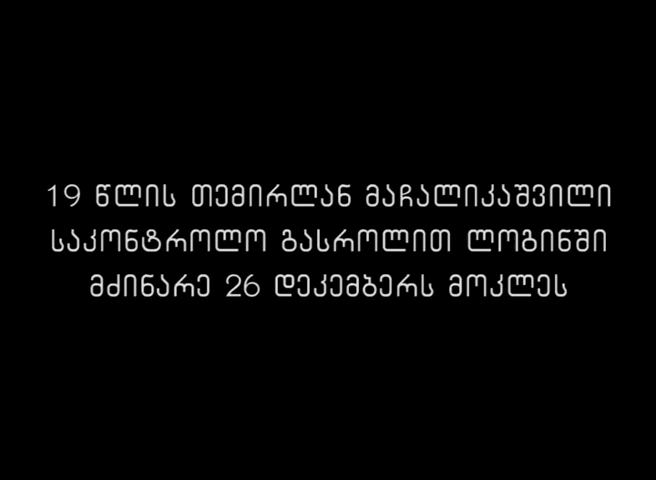 19 წლის თემირლან მაჩალიკაშვილი
საკონტროლო გასროლით ლოგინში
მძინარე 26 დეკემბერს მოკლეს